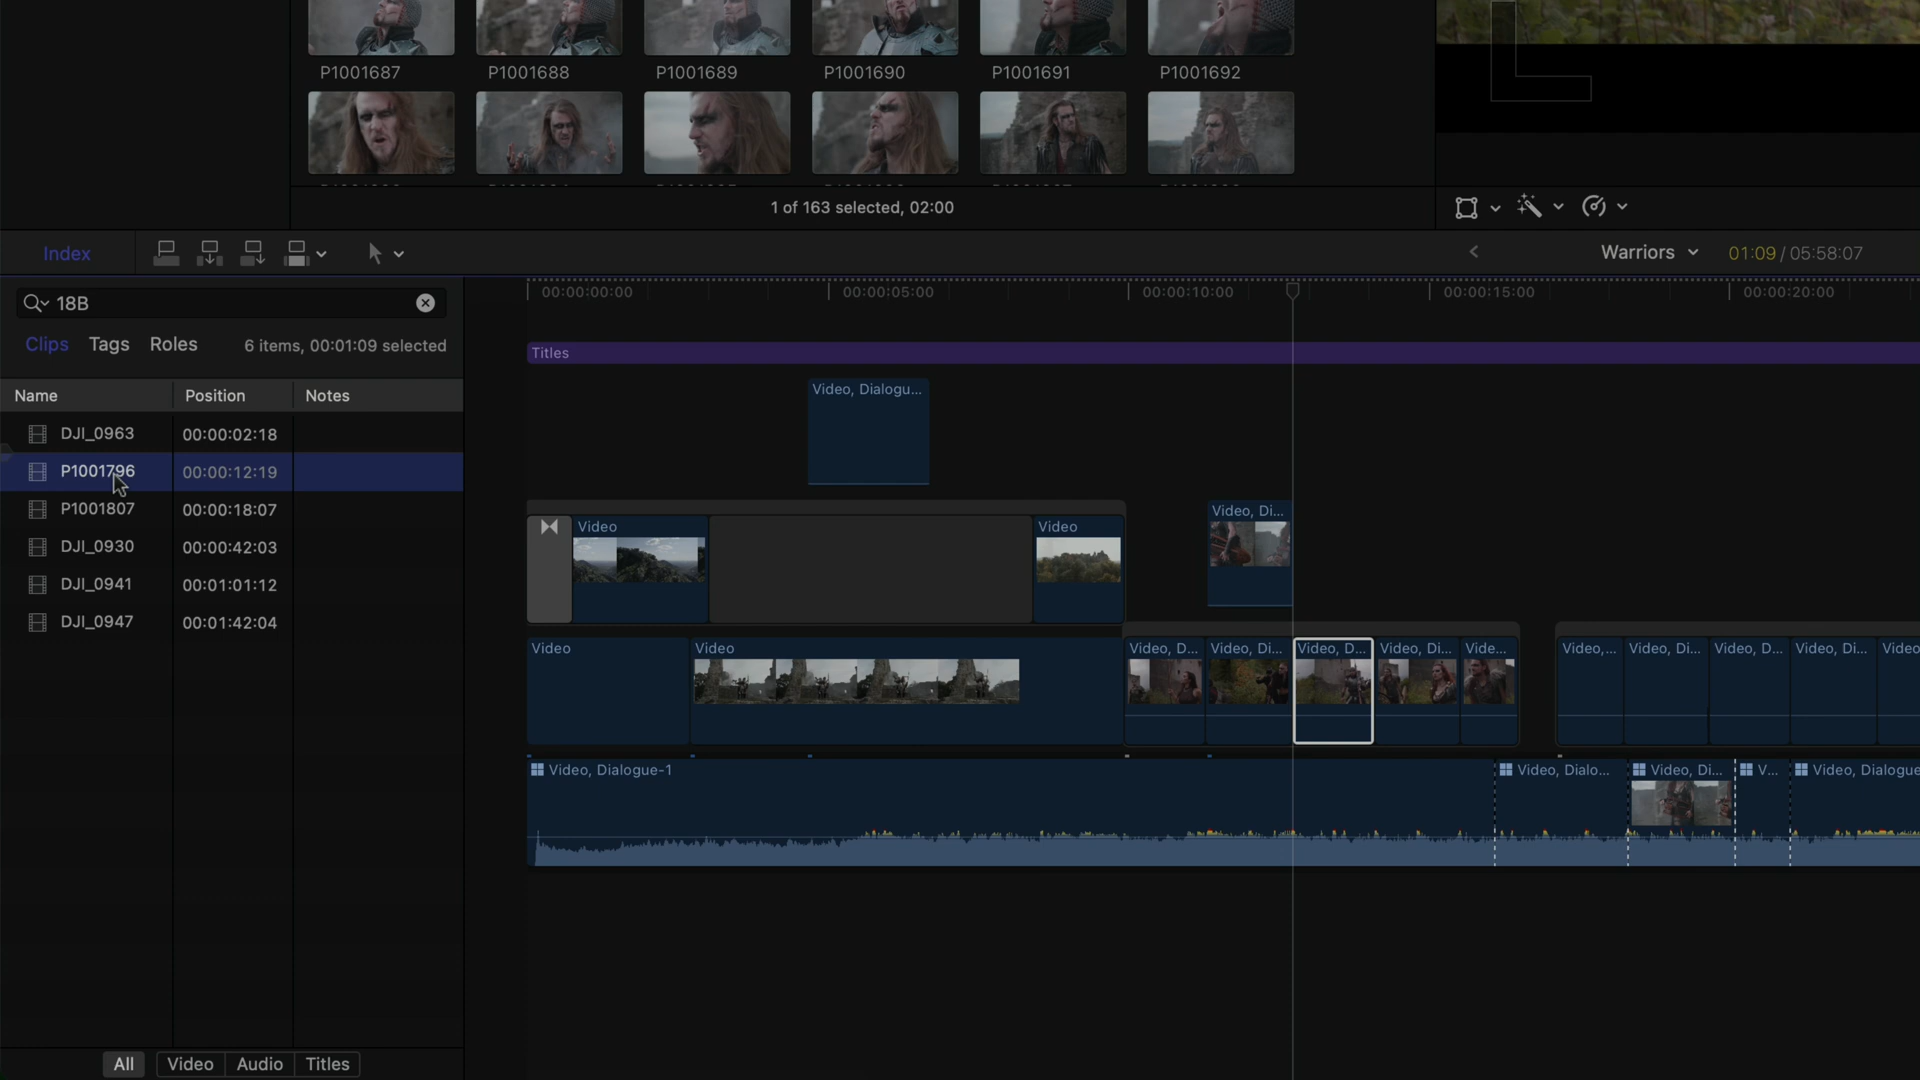 P1001687 P1001688 P1001689 P1001690 P1001691 P1001692
1 of 163 selected, 02:00
Index
Warriors 01:09 / 05:58:07
18B
00:00:00:00 00:00:05:00 00:00:10:00 00:00:15:00 00:00:20:00
Clips Tags Roles 6 items, 00:01:09 selected
Titles
Name Position Notes
Video, Dialogu...
DJI_0963 00:00:02:18
P1001796 00:00:12:19
P1001807 00:00:18:07
Video Video Video, Di...
DJI_0930 00:00:42:03
DJI_0941 00:01:01:12
DJI_0947 00:01:42:04
Video Video Video, D... Video, Di... Video, D... Video, Di... Vide... Video,... Video, Di... Video, D... Video, Di... Video
Video, Dialogue-1 Video, Dialo... Video, Di... V... Video, Dialogue
All Video Audio Titles